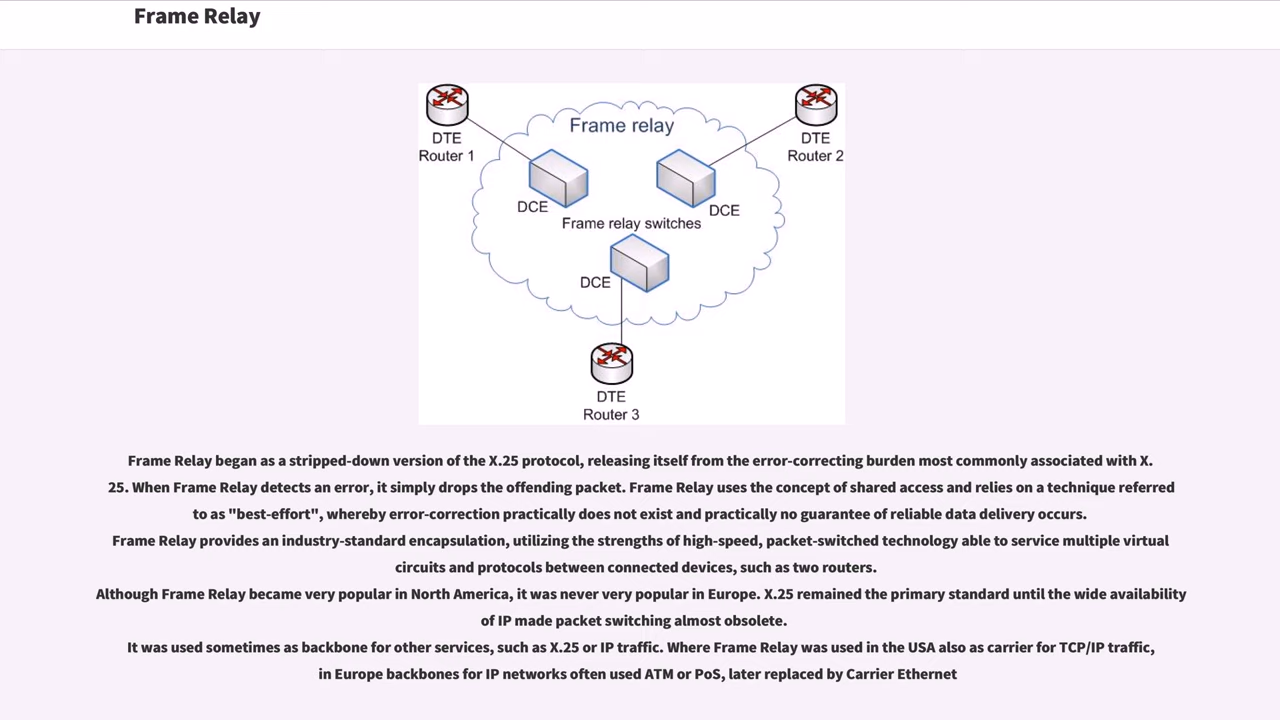 Frame Relay
Frame relay
DTE
Router 1
DTE
Router 2
DCE
DCE
Frame relay switches
DCE
DTE
Router 3
Frame Relay began as a stripped-down version of the X.25 protocol, releasing itself from the error-correcting burden most commonly associated with X.
25. When Frame Relay detects an error, it simply drops the offending packet. Frame Relay uses the concept of shared access and relies on a technique referred
to as "best-effort", whereby error-correction practically does not exist and practically no guarantee of reliable data delivery occurs.
Frame Relay provides an industry-standard encapsulation, utilizing the strengths of high-speed, packet-switched technology able to service multiple virtual
circuits and protocols between connected devices, such as two routers.
Although Frame Relay became very popular in North America, it was never very popular in Europe. X.25 remained the primary standard until the wide availability
of IP made packet switching almost obsolete.
It was used sometimes as backbone for other services, such as X.25 or IP traffic. Where Frame Relay was used in the USA also as carrier for TCP/IP traffic,
in Europe backbones for IP networks often used ATM or PoS, later replaced by Carrier Ethernet